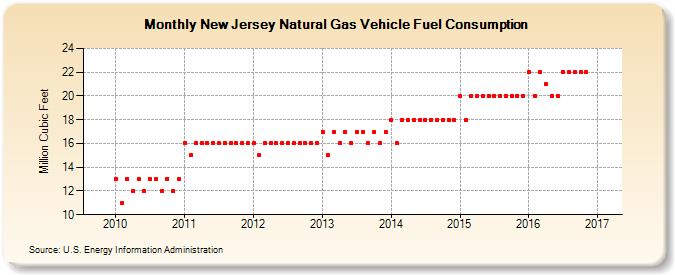 Monthly New Jersey Natural Gas Vehicle Fuel Consumption
Million Cubic Feet
24
22
20
18
16
14
12
10
2010 2011 2012 2013 2014 2015 2016 2017
Source: U.S. Energy Information Administration